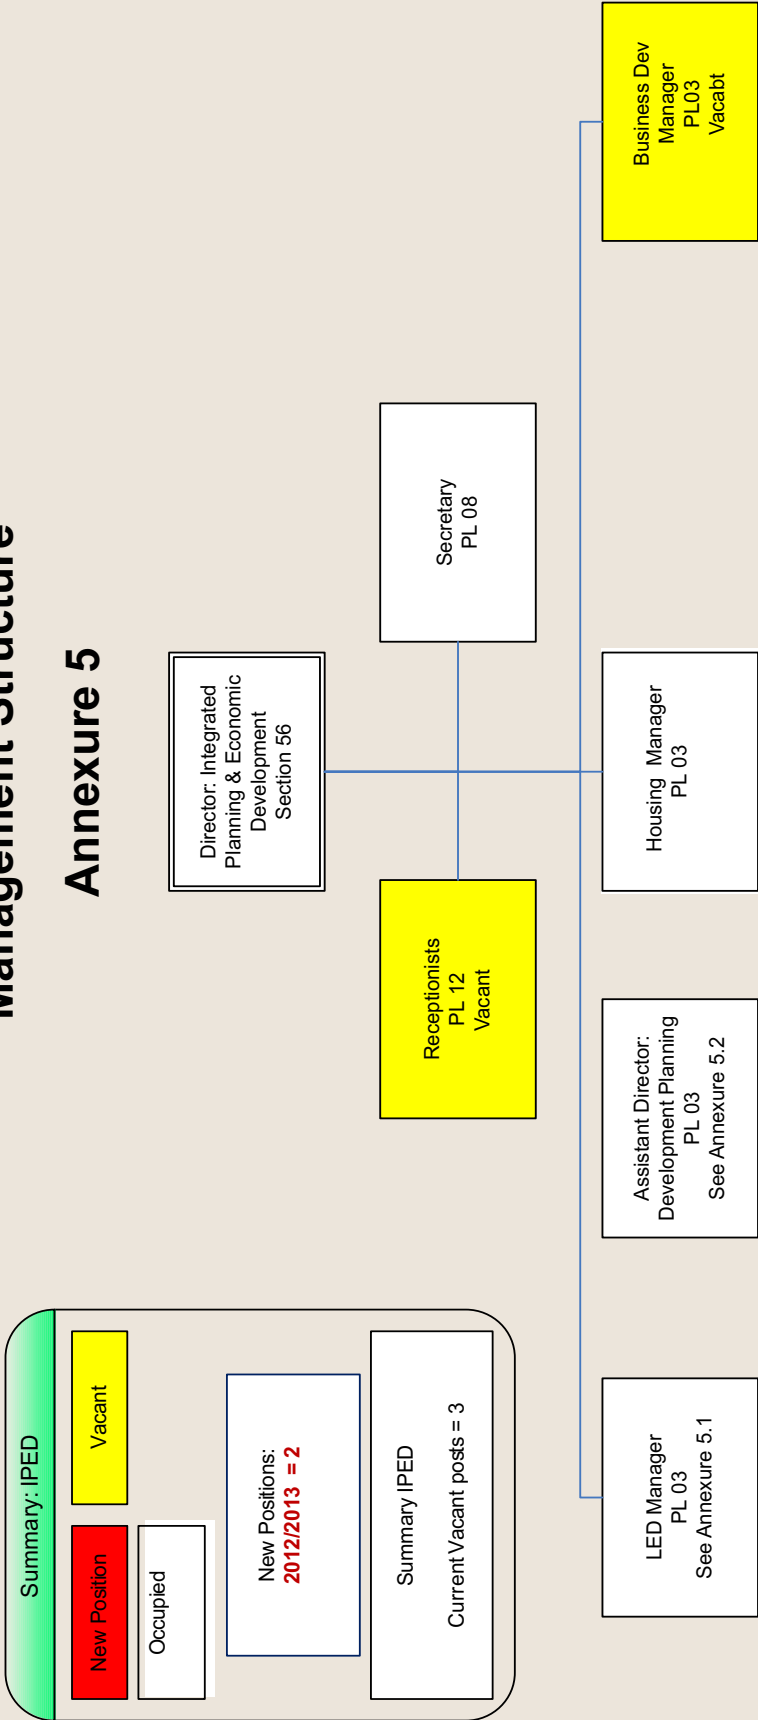 Management Structure
Annexure 5
Summary: IPED
New Position
Vacant
Occupied
New Positions:
2012/2013 = 2
Summary IPED
Current Vacant posts = 3
Director: Integrated
Planning & Economic
Development
Section 56
Receptionists
PL 12
Vacant
Secretary
PL 08
LED Manager
PL 03
See Annexure 5.1
Assistant Director:
Development Planning
PL 03
See Annexure 5.2
Housing Manager
PL 03
Business Dev
Manager
PL03
Vacabt